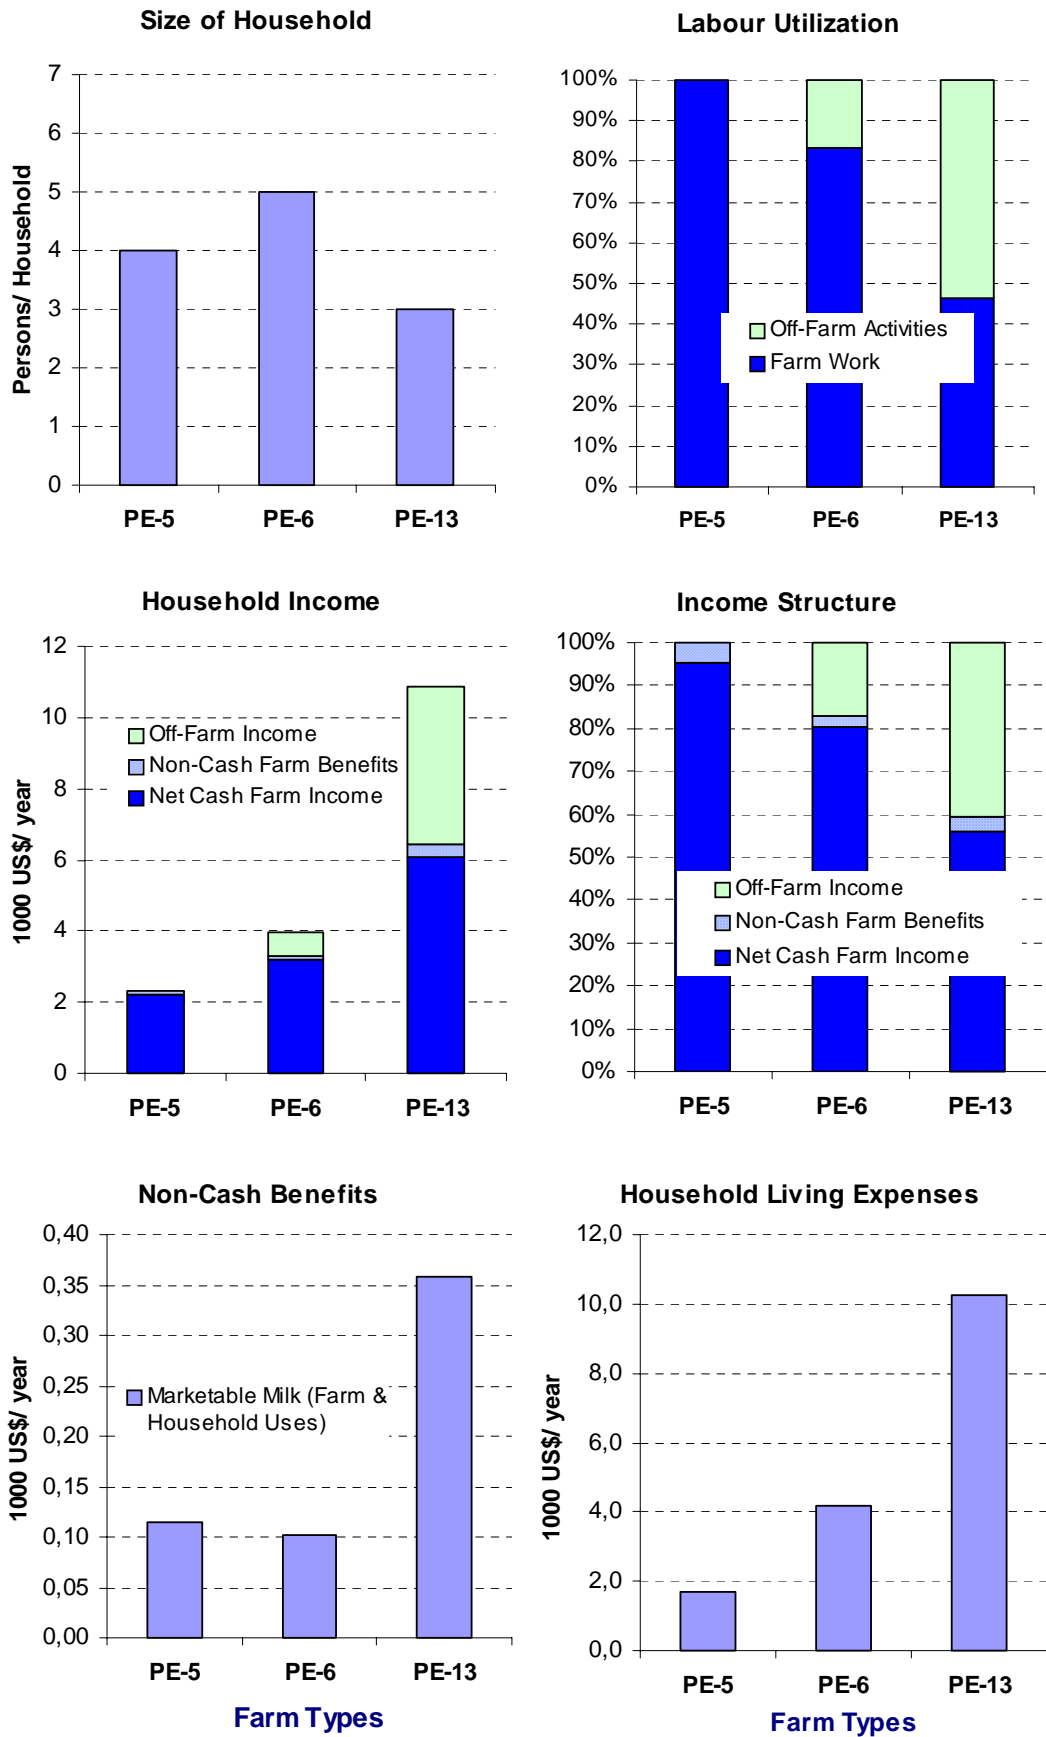 Size of Household
Persons/ Household
7
6
5
4
3
2
1
0
PE-5 PE-6 PE-13
Labour Utilization
100%
90%
80%
70%
60%
50%
40%
30%
20%
10%
0%
Off-Farm Activities
Farm Work
PE-5 PE-6 PE-13
Household Income
1000 US$/ year
12
10
8
6
4
2
0
Off-Farm Income
Non-Cash Farm Benefits
Net Cash Farm Income
PE-5 PE-6 PE-13
Income Structure
100%
90%
80%
70%
60%
50%
40%
30%
20%
10%
0%
Off-Farm Income
Non-Cash Farm Benefits
Net Cash Farm Income
PE-5 PE-6 PE-13
Non-Cash Benefits
1000 US$/ year
0,40
0,35
0,30
0,25
0,20
0,15
0,10
0,05
0,00
Marketable Milk (Farm &
Household Uses)
PE-5 PE-6 PE-13
Farm Types
Household Living Expenses
1000 US$/ year
12,0
10,0
8,0
6,0
4,0
2,0
0,0
PE-5 PE-6 PE-13
Farm Types